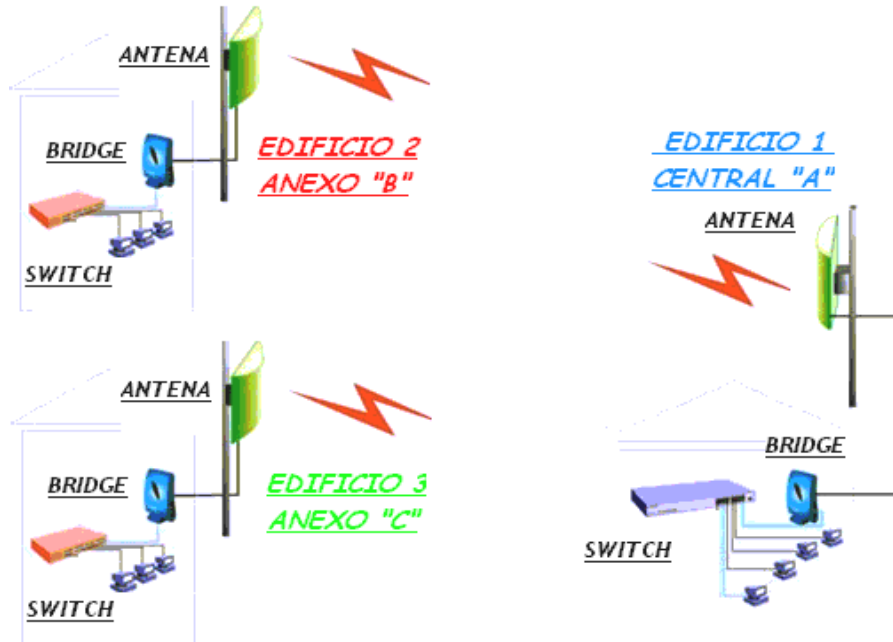 ANTENA
BRIDGE
EDIFICIO 2
ANEXO "B"
SWITCH
EDIFICIO 1
CENTRAL "A"
ANTENA
ANTENA
BRIDGE
EDIFICIO 3
ANEXO "C"
SWITCH
BRIDGE
SWITCH